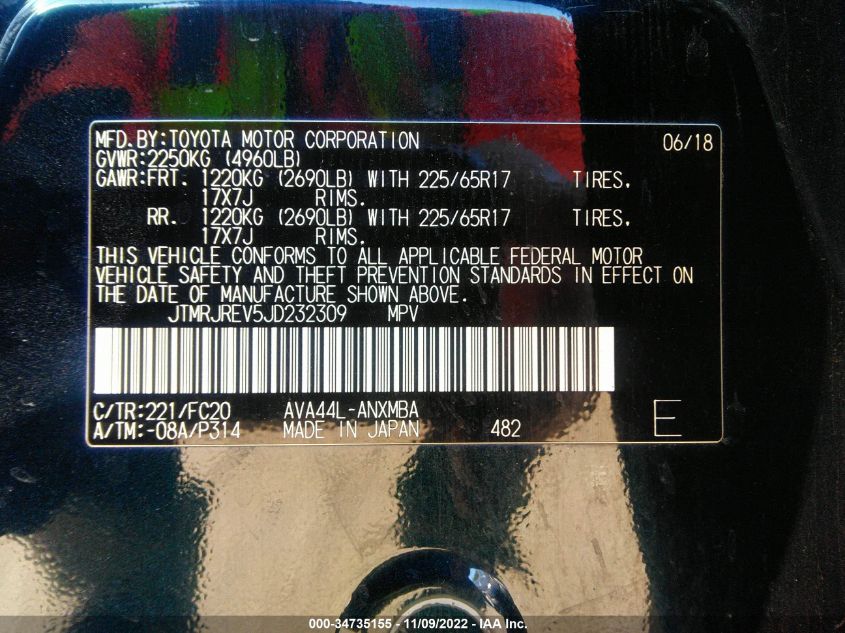 MFD.BY:TOYOTA MOTOR CORPORATION 06/18
GVWR:2250KG (4960LB)
GAWR:FRT. 1220KG (2690LB) WITH 225/65R17 TIRES,
17X7J RIMS.
RR. 1220KG (2690LB) WITH 225/65R17 TIRES,
17X7J RIMS.
THIS VEHICLE CONFORMS TO ALL APPLICABLE FEDERAL MOTOR
VEHICLE SAFETY AND THEFT PREVENTION STANDARDS IN EFFECT ON
THE DATE OF MANUFACTURE SHOWN ABOVE.
JTMRJREV5JD232309 MPV
C/TR:221/FC20 AVA44L-ANXMBA
A/TM:-08A/P314 MADE IN JAPAN 482 E
000-34735155 - 11/09/2022 - IAA Inc.